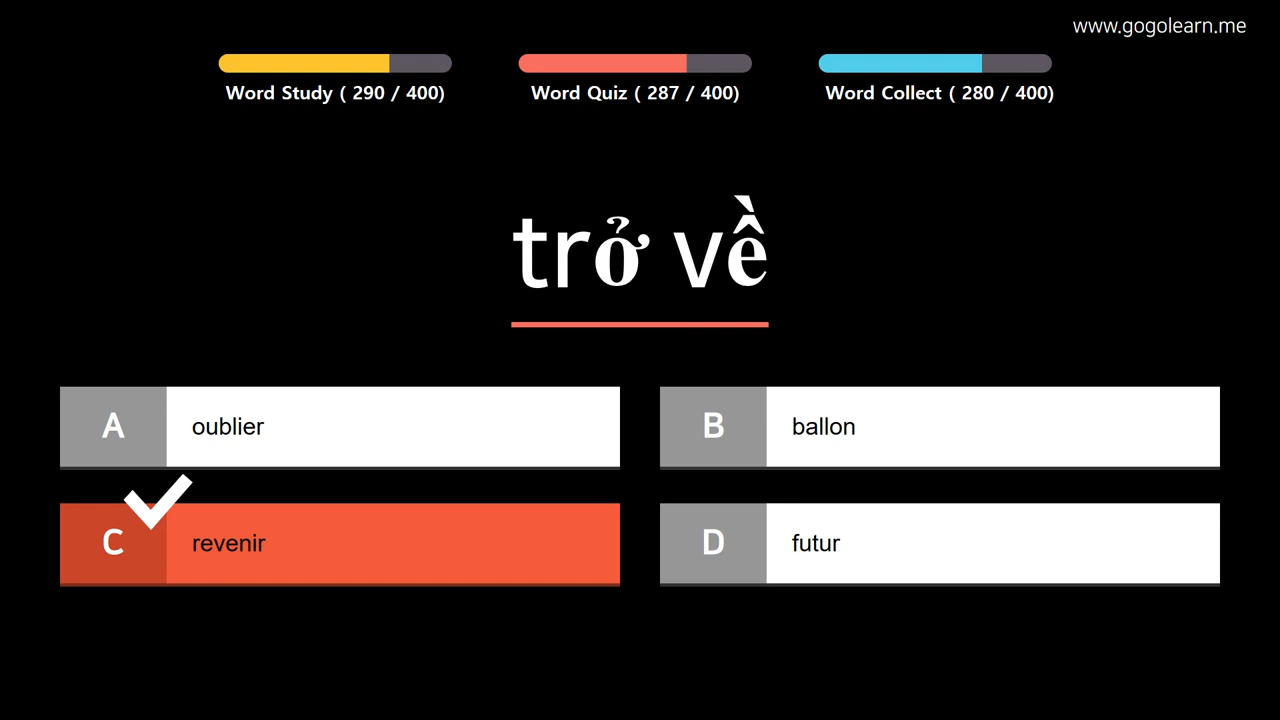 www.gogolearn.me
Word Study ( 290 / 400)
Word Quiz ( 287 / 400)
Word Collect ( 280 / 400)
trở về
A oublier
B ballon
C revenir
D futur